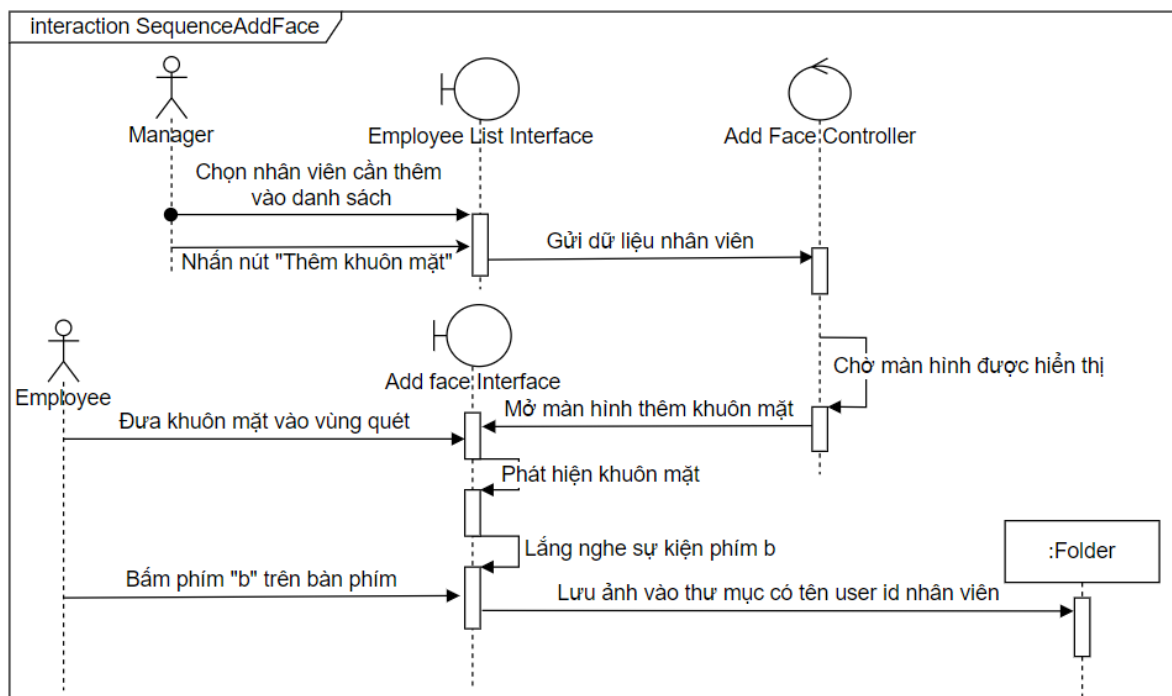 interaction SequenceAddFace
Manager
Employee List Interface
Add Face Controller
Chọn nhân viên cần thêm
vào danh sách
Nhấn nút "Thêm khuôn mặt"
Gửi dữ liệu nhân viên
Chờ màn hình được hiển thị
Employee
Add face Interface
Mở màn hình thêm khuôn mặt
Đưa khuôn mặt vào vùng quét
Phát hiện khuôn mặt
Lắng nghe sự kiện phím b
:Folder
Bấm phím "b" trên bàn phím
Lưu ảnh vào thư mục có tên user id nhân viên